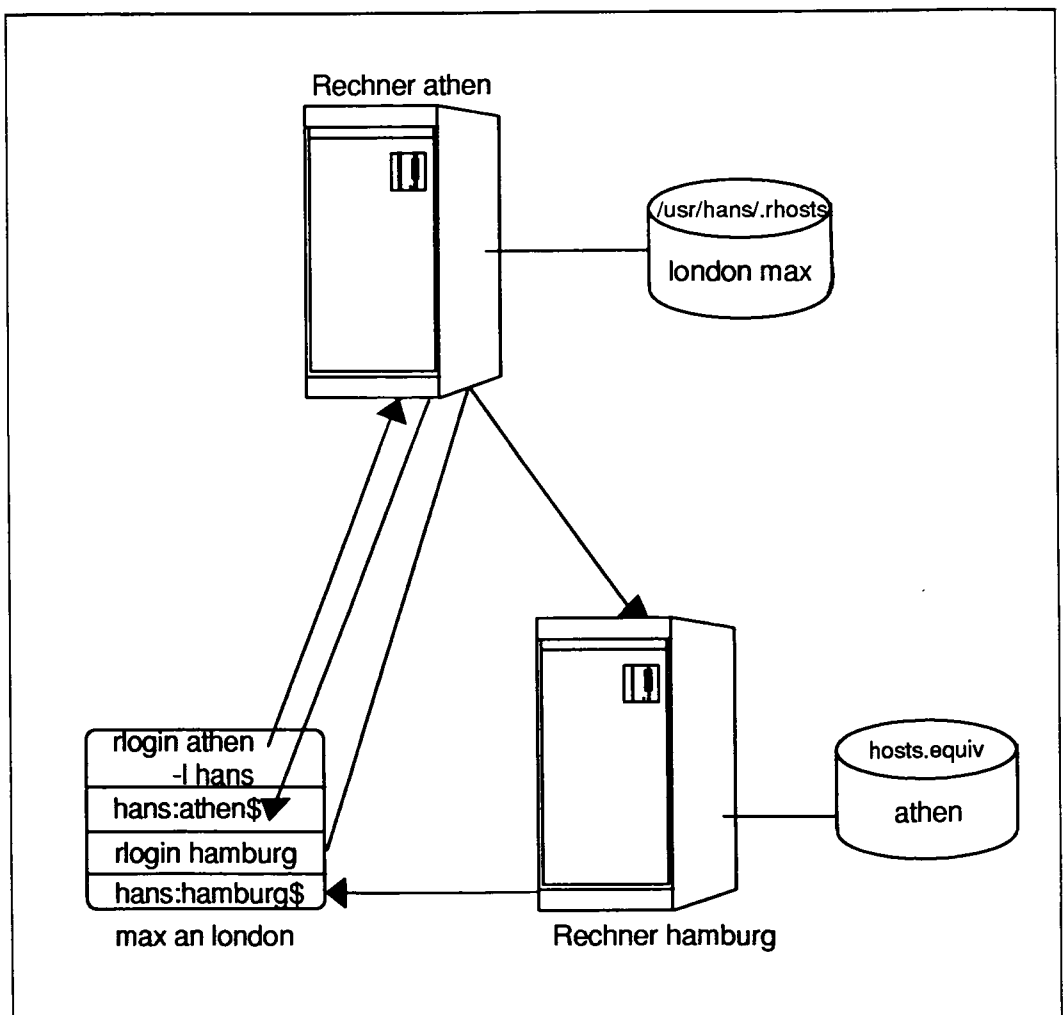 Rechner athen
/usr/hans/.rhosts
london max
rlogin athen
-l hans
hans:athen$
rlogin hamburg
hans:hamburg$
max an london
hosts.equiv
athen
Rechner hamburg